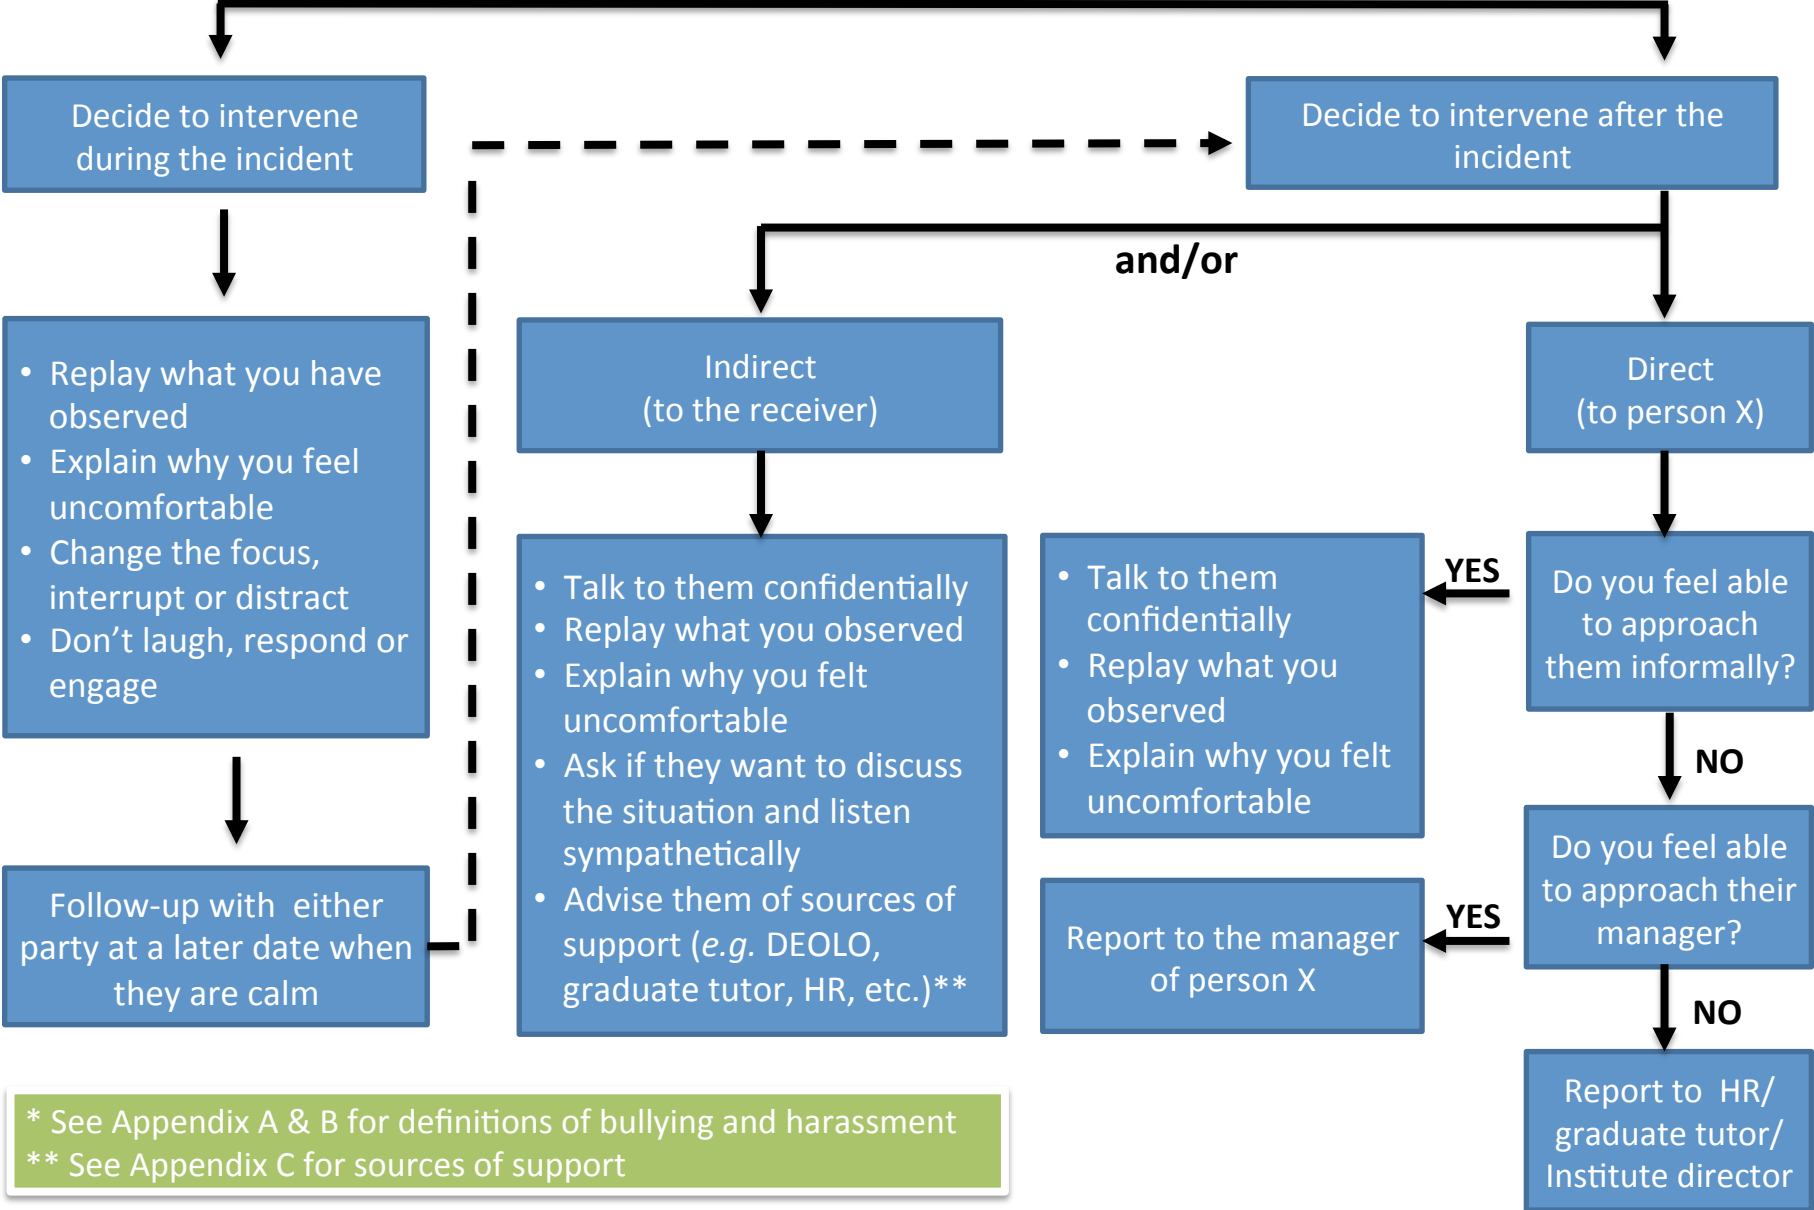 Decide to intervene
during the incident
Decide to intervene after the
incident
and/or
• Replay what you have
observed
• Explain why you feel
uncomfortable
• Change the focus,
interrupt or distract
• Don’t laugh, respond or
engage
Follow-up with  either
party at a later date when
they are calm
Indirect
(to the receiver)
• Talk to them confidentially
• Replay what you observed
• Explain why you felt
uncomfortable
• Ask if they want to discuss
the situation and listen
sympathetically
• Advise them of sources of
support (e.g. DEOLO,
graduate tutor, HR, etc.)**
Direct
(to person X)
Do you feel able
to approach
them informally?
YES
• Talk to them
confidentially
• Replay what you
observed
• Explain why you felt
uncomfortable
NO
Do you feel able
to approach their
manager?
YES
Report to the manager
of person X
NO
Report to  HR/
graduate tutor/
Institute director
* See Appendix A & B for definitions of bullying and harassment
** See Appendix C for sources of support